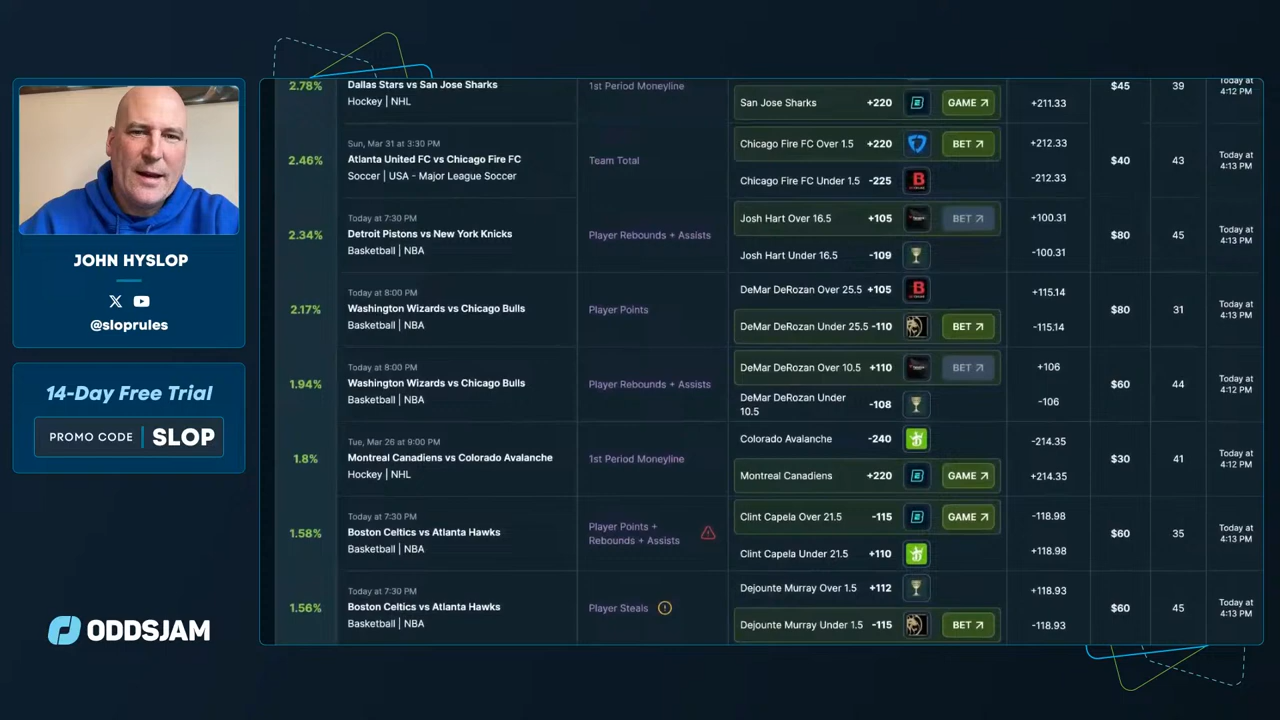 JOHN HYSLOP
@sloprules
14-Day Free Trial
PROMO CODE | SLOP
ODDSJAM
2.78%
Dallas Stars vs San Jose Sharks
Hockey | NHL
1st Period Moneyline
San Jose Sharks +220 GAME
+211.33
$45
39
Today at
4:12 PM
2.46%
Sun, Mar 31 at 3:30 PM
Atlanta United FC vs Chicago Fire FC
Soccer | USA - Major League Soccer
Team Total
Chicago Fire FC Over 1.5 +220 BET
Chicago Fire FC Under 1.5 -225
+212.33
-212.33
$40
43
Today at
4:13 PM
2.34%
Today at 7:30 PM
Detroit Pistons vs New York Knicks
Basketball | NBA
Player Rebounds + Assists
Josh Hart Over 16.5 +105 BET
Josh Hart Under 16.5 -109
+100.31
-100.31
$80
45
Today at
4:13 PM
2.17%
Today at 8:00 PM
Washington Wizards vs Chicago Bulls
Basketball | NBA
Player Points
DeMar DeRozan Over 25.5 +105
DeMar DeRozan Under 25.5 -110 BET
+115.14
-115.14
$80
31
Today at
4:13 PM
1.94%
Today at 8:00 PM
Washington Wizards vs Chicago Bulls
Basketball | NBA
Player Rebounds + Assists
DeMar DeRozan Over 10.5 +110 BET
DeMar DeRozan Under
10.5 -108
+106
-106
$60
44
Today at
4:12 PM
1.8%
Tue, Mar 26 at 9:00 PM
Montreal Canadiens vs Colorado Avalanche
Hockey | NHL
1st Period Moneyline
Colorado Avalanche -240
Montreal Canadiens +220 GAME
-214.35
+214.35
$30
41
Today at
4:12 PM
1.58%
Today at 7:30 PM
Boston Celtics vs Atlanta Hawks
Basketball | NBA
Player Points +
Rebounds + Assists
Clint Capela Over 21.5 -115 GAME
Clint Capela Under 21.5 +110
-118.98
+118.98
$60
35
Today at
4:13 PM
1.56%
Today at 7:30 PM
Boston Celtics vs Atlanta Hawks
Basketball | NBA
Player Steals
Dejounte Murray Over 1.5 +112
Dejounte Murray Under 1.5 -115 BET
+118.93
-118.93
$60
45
Today at
4:13 PM